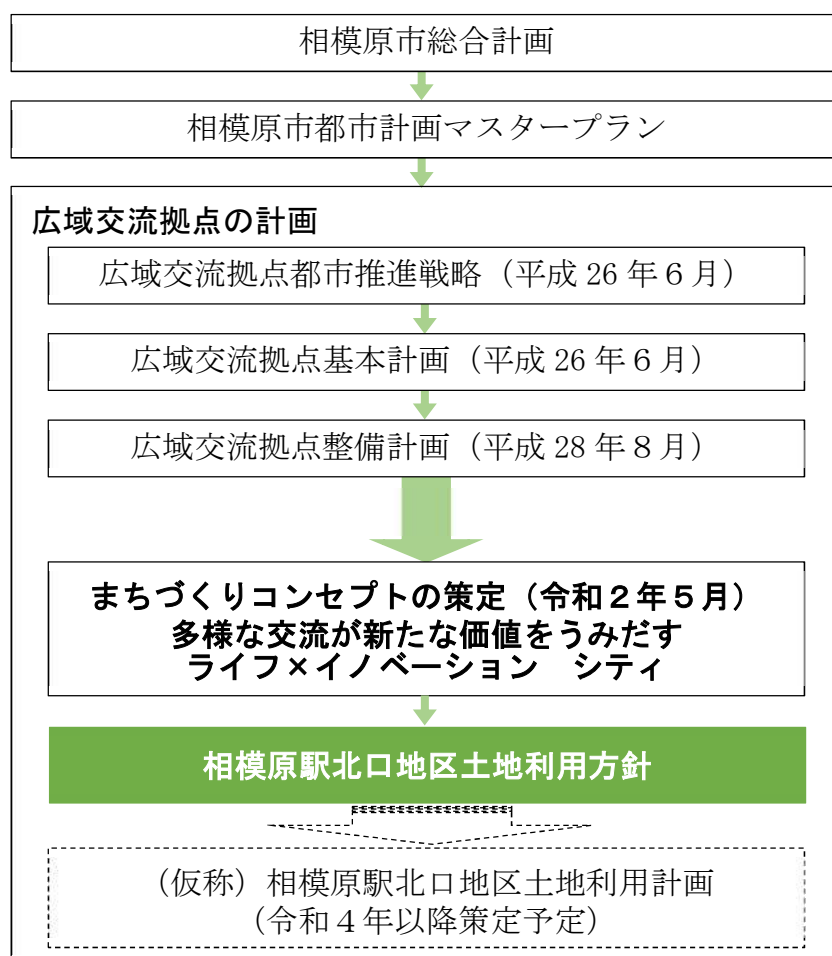 相模原市総合計画
相模原市都市計画マスタープラン
広域交流拠点の計画
広域交流拠点都市推進戦略（平成 26 年６月）
広域交流拠点基本計画（平成 26 年６月）
広域交流拠点整備計画（平成 28 年８月）
まちづくりコンセプトの策定（令和２年５月）
多様な交流が新たな価値をうみだす
ライフ×イノベーション　シティ
相模原駅北口地区土地利用方針
（仮称）相模原駅北口地区土地利用計画
（令和４年以降策定予定）